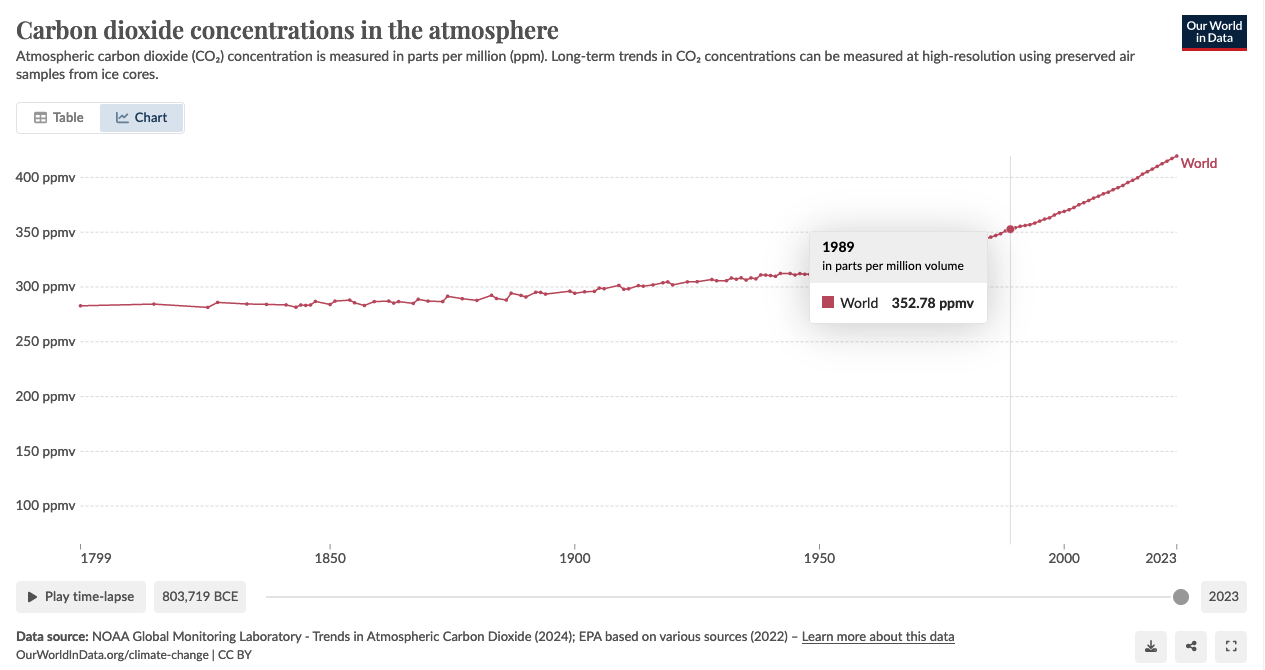 Carbon dioxide concentrations in the atmosphere
Our World
in Data
Atmospheric carbon dioxide (CO₂) concentration is measured in parts per million (ppm). Long-term trends in CO₂ concentrations can be measured at high-resolution using preserved air
samples from ice cores.
Table
Chart
400 ppmv
World
350 ppmv
1989
in parts per million volume
World 352.78 ppmv
300 ppmv
250 ppmv
200 ppmv
150 ppmv
100 ppmv
1799 1850 1900 1950 2000 2023
Play time-lapse 803,719 BCE 2023
Data source: NOAA Global Monitoring Laboratory - Trends in Atmospheric Carbon Dioxide (2024); EPA based on various sources (2022) – Learn more about this data
OurWorldInData.org/climate-change | CC BY